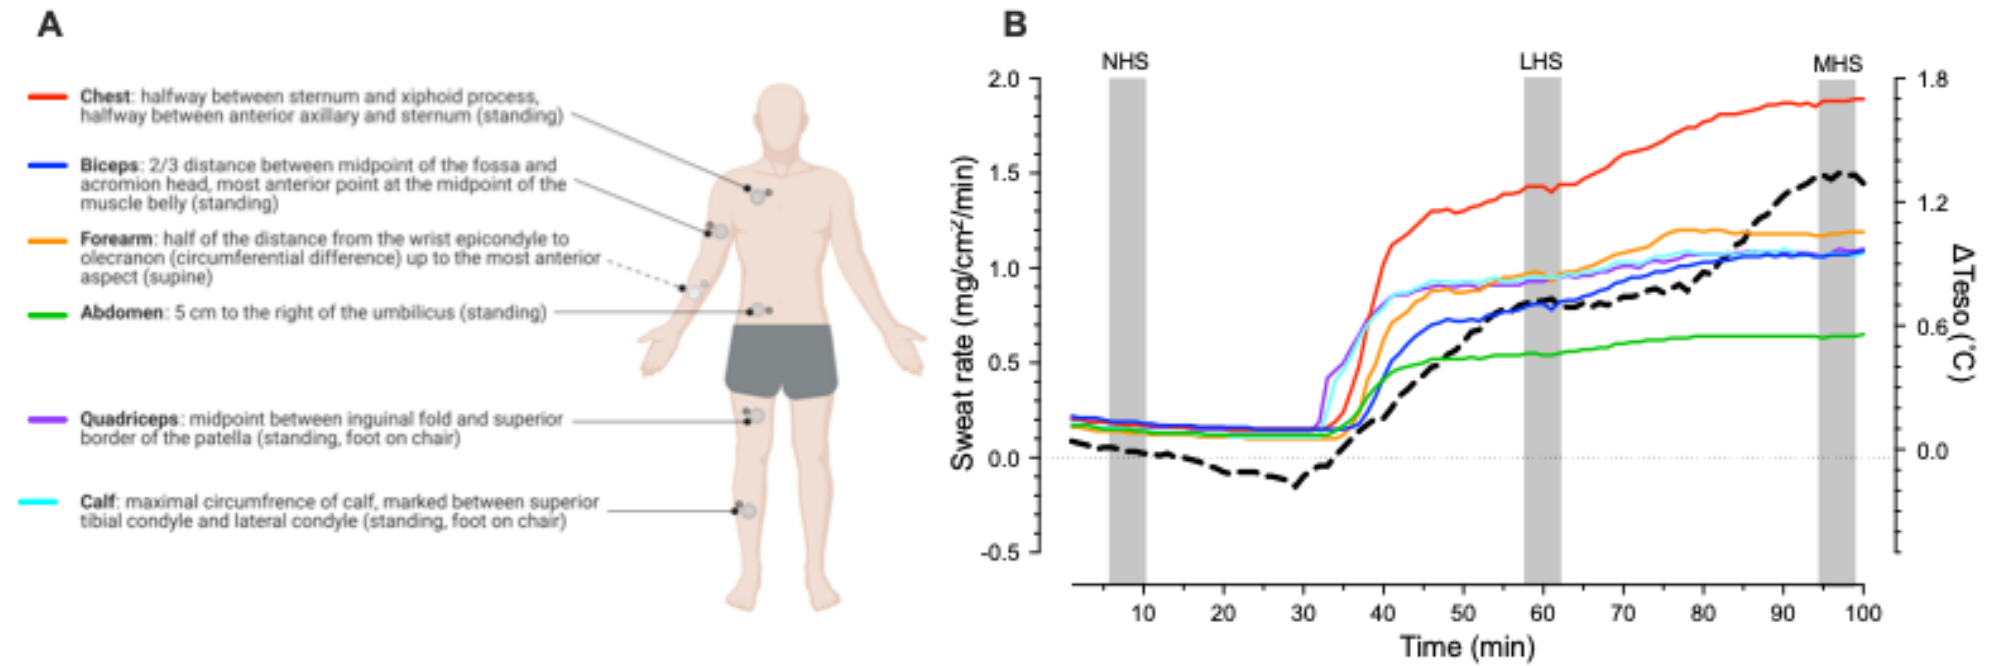 A
Chest: halfway between sternum and xiphoid process,
halfway between anterior axillary and sternum (standing)
Biceps: 2/3 distance between midpoint of the fossa and
acromion head, most anterior point at the midpoint of the
muscle belly (standing)
Forearm: half of the distance from the wrist epicondyle to
olecranon (circumferential difference) up to the most anterior
aspect (supine)
Abdomen: 5 cm to the right of the umbilicus (standing)
Quadriceps: midpoint between inguinal fold and superior
border of the patella (standing, foot on chair)
Calf: maximal circumfrence of calf, marked between superior
tibial condyle and lateral condyle (standing, foot on chair)
B
NHS
LHS
MHS
Sweat rate (mg/cm²/min)
2.0
1.5
1.0
0.5
0.0
-0.5
1.8
1.2
0.6
0.0
ΔTeso (˚C)
10 20 30 40 50 60 70 80 90 100
Time (min)